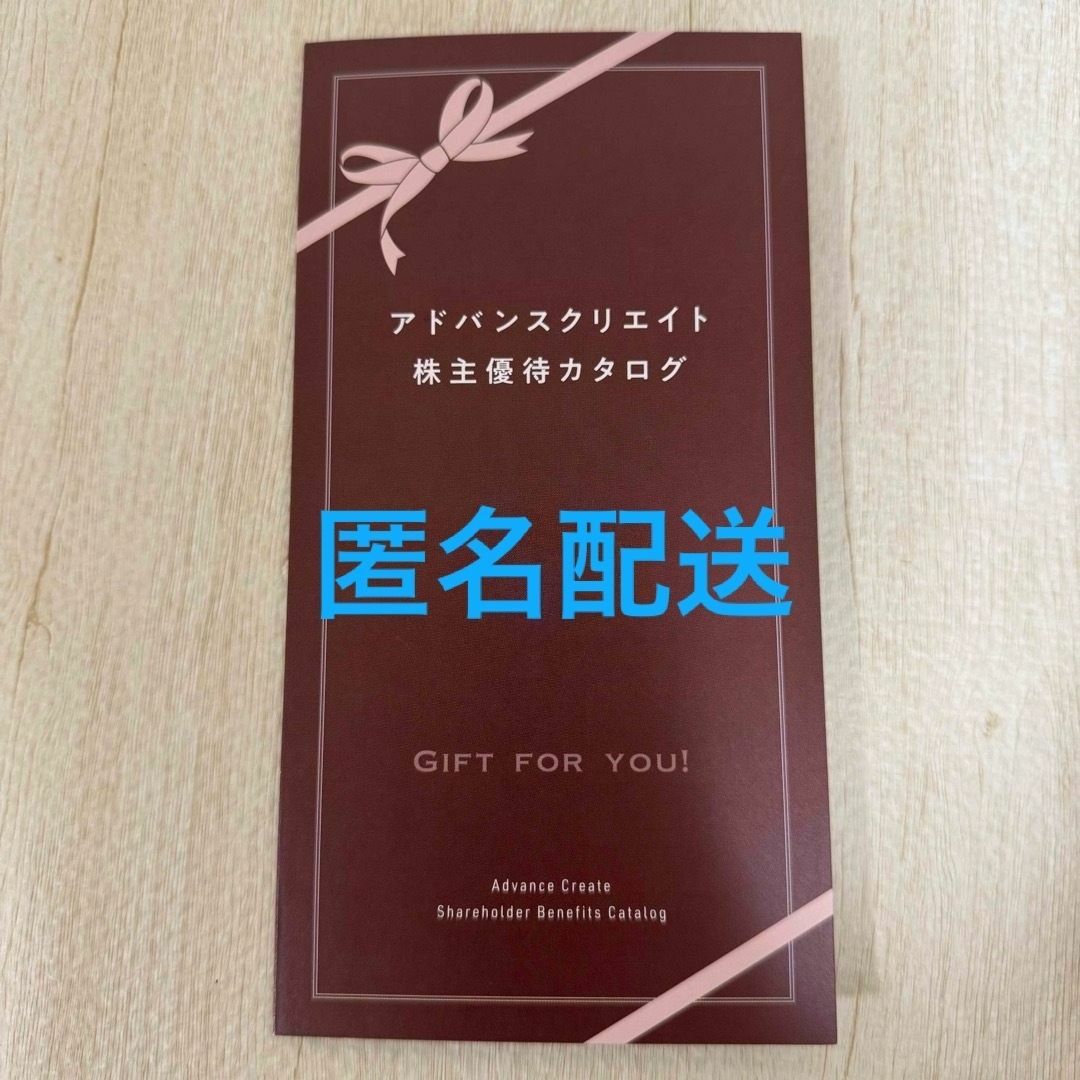 アドバンスクリエイト
株主優待カタログ
匿名配送
GIFT FOR YOU!
Advance Create
Shareholder Benefits Catalog